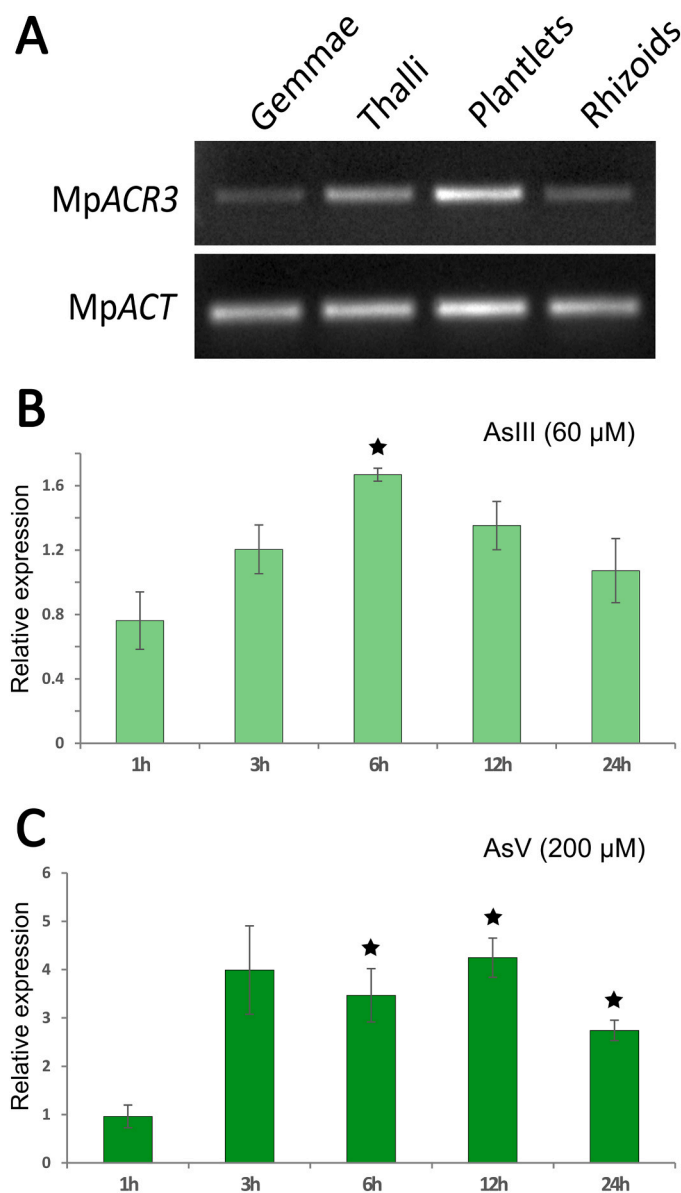 A
Gemmae
Thalli
Plantlets
Rhizoids
MpACR3
MpACT
B
AsIII (60 µM)
Relative expression
1.6
1.2
0.8
0.4
0
1h 3h 6h 12h 24h
C
AsV (200 µM)
Relative expression
6
5
4
3
2
1
0
1h 3h 6h 12h 24h